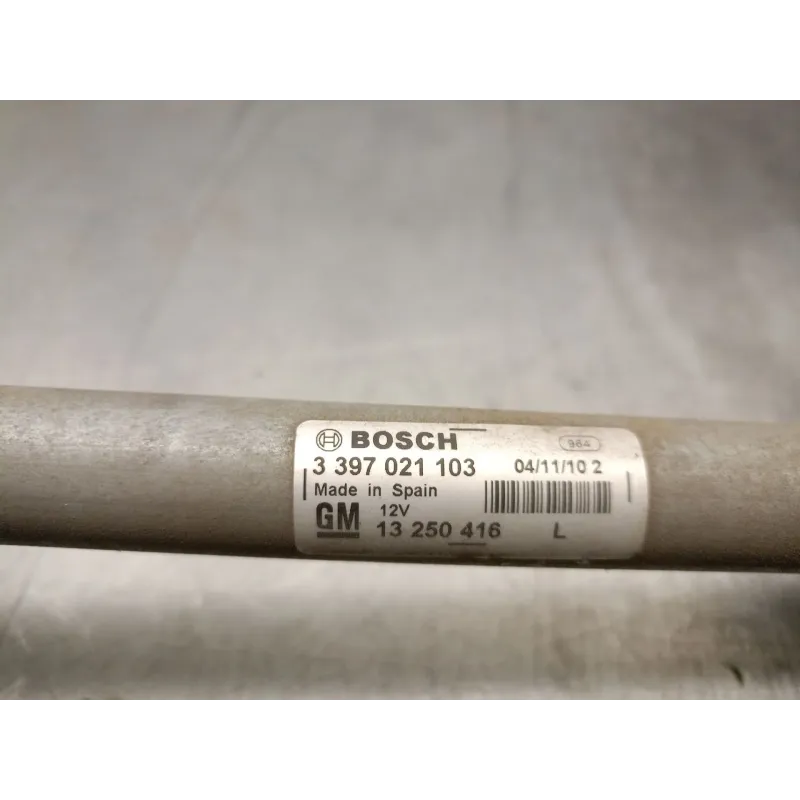 BOSCH 984
3 397 021 103 04/11/10 2
Made in Spain
GM 12V
13 250 416 L